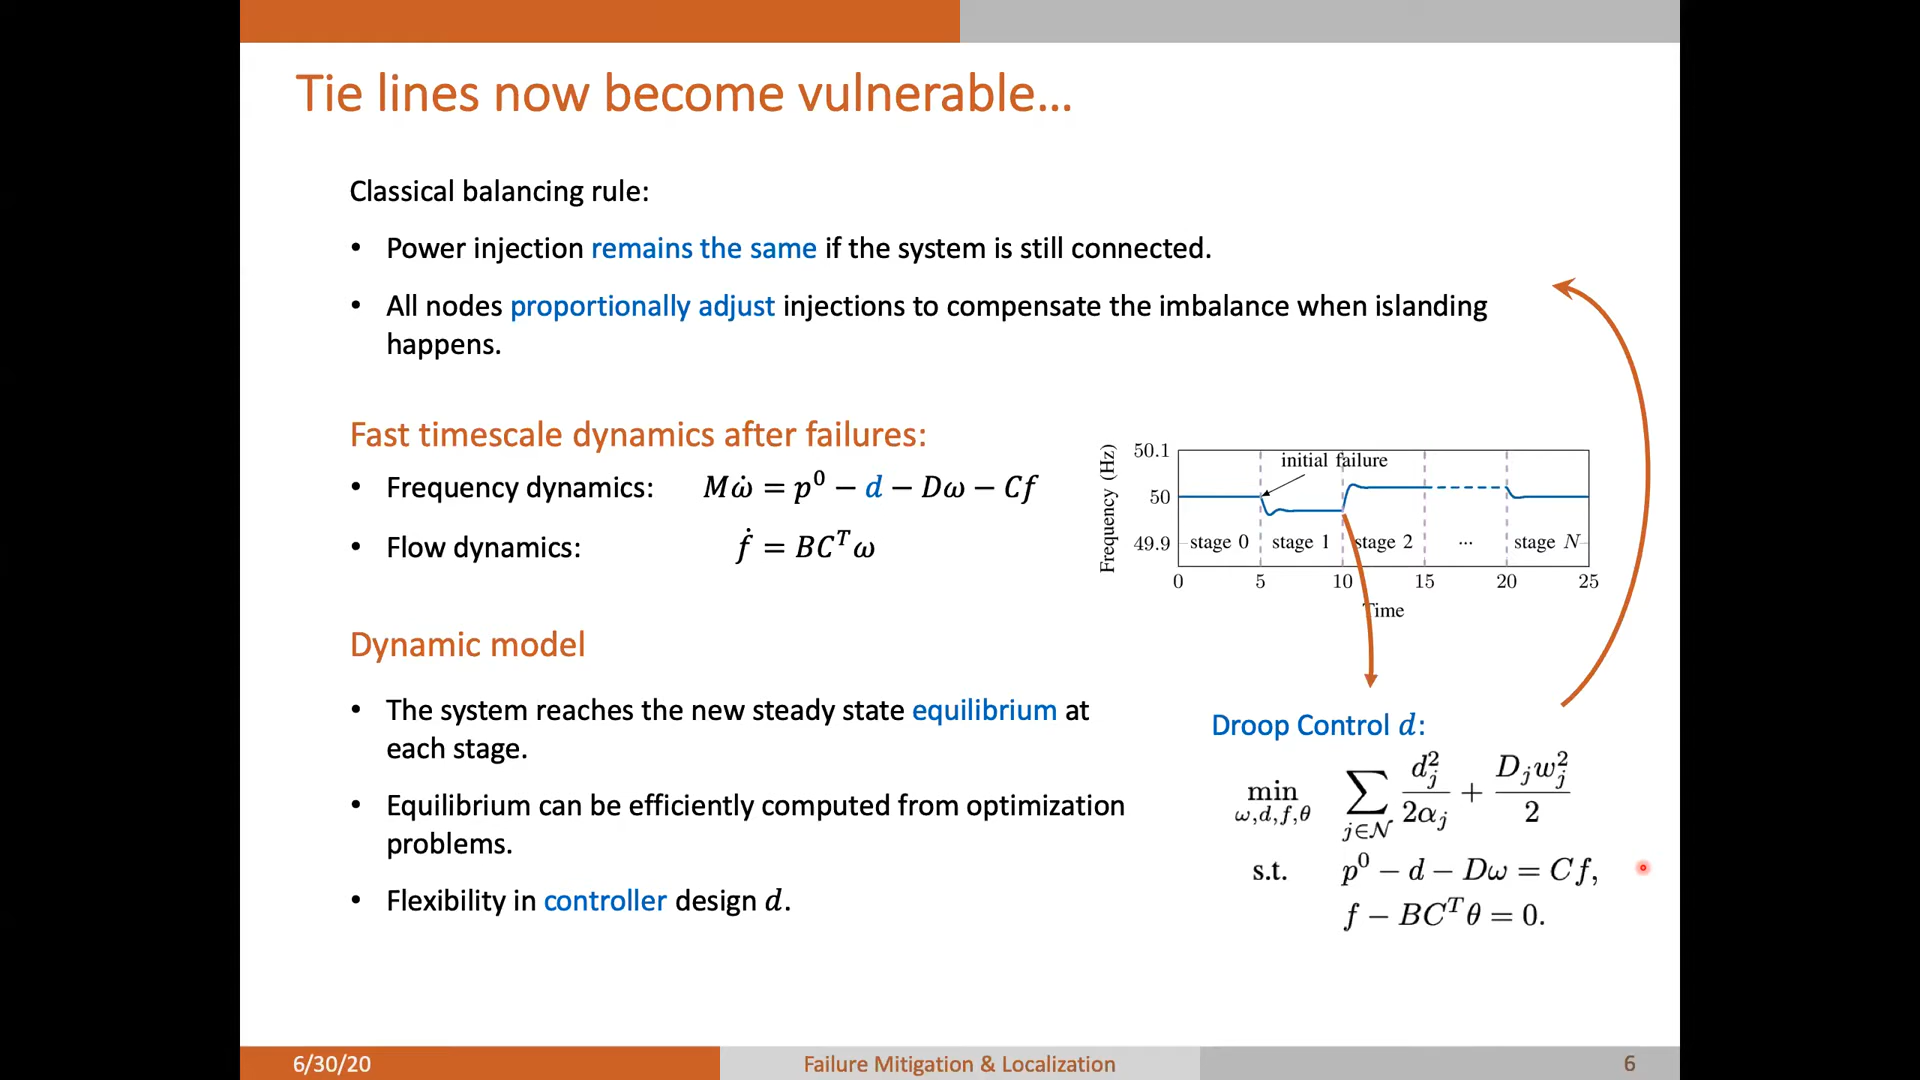 Tie lines now become vulnerable...
Classical balancing rule:
• Power injection remains the same if the system is still connected.
• All nodes proportionally adjust injections to compensate the imbalance when islanding
happens.
Fast timescale dynamics after failures:
• Frequency dynamics: Mω̇ = p⁰ − d − Dω − Cf
• Flow dynamics: ḟ = BCᵀω
Frequency (Hz)
50.1
50
49.9
initial failure
stage 0 stage 1 stage 2 ... stage N
0 5 10 15 20 25
Time
Dynamic model
• The system reaches the new steady state equilibrium at
each stage.
• Equilibrium can be efficiently computed from optimization
problems.
• Flexibility in controller design d.
Droop Control d:
min_{ω,d,f,θ} ∑_{j∈𝒩} d_j²/2α_j + D_jw_j²/2
s.t. p⁰ − d − Dω = Cf,
f − BCᵀθ = 0.
6/30/20 Failure Mitigation & Localization 6